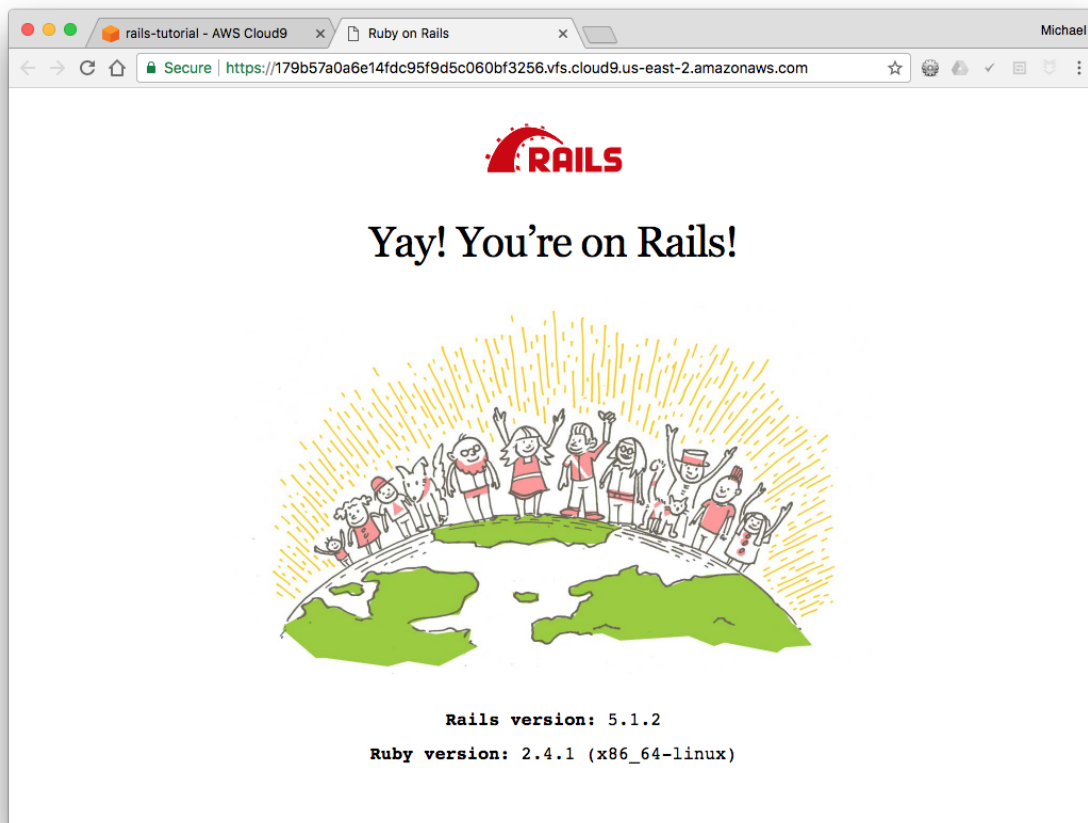 rails-tutorial - AWS Cloud9
Ruby on Rails
Michael
Secure
https://179b57a0a6e14fdc95f9d5c060bf3256.vfs.cloud9.us-east-2.amazonaws.com
RAILS
Yay! You’re on Rails!
Rails version: 5.1.2
Ruby version: 2.4.1 (x86_64-linux)